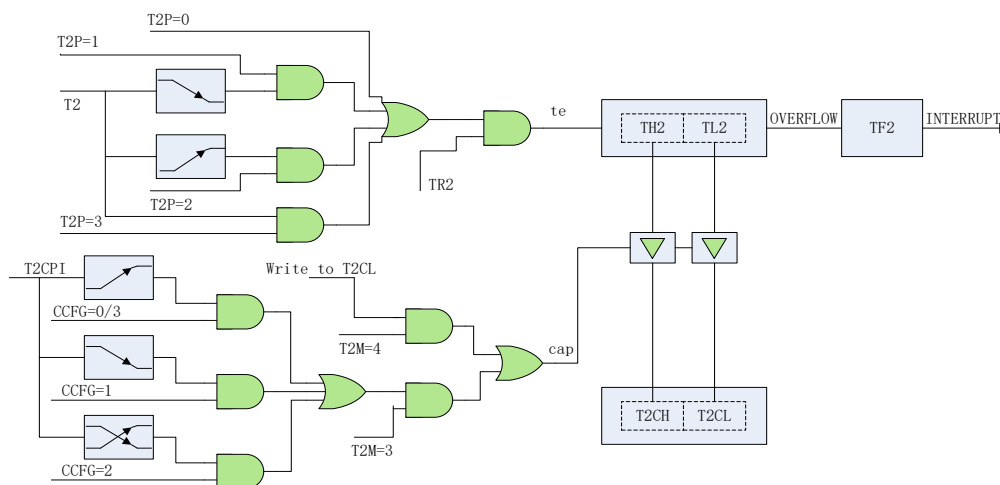 T2P=0
T2P=1
T2
T2P=2
T2P=3
TR2
te
TH2
TL2
OVERFLOW
TF2
INTERRUPT
T2CPI
CCFG=0/3
CCFG=1
CCFG=2
Write to T2CL
T2M=4
T2M=3
cap
T2CH
T2CL